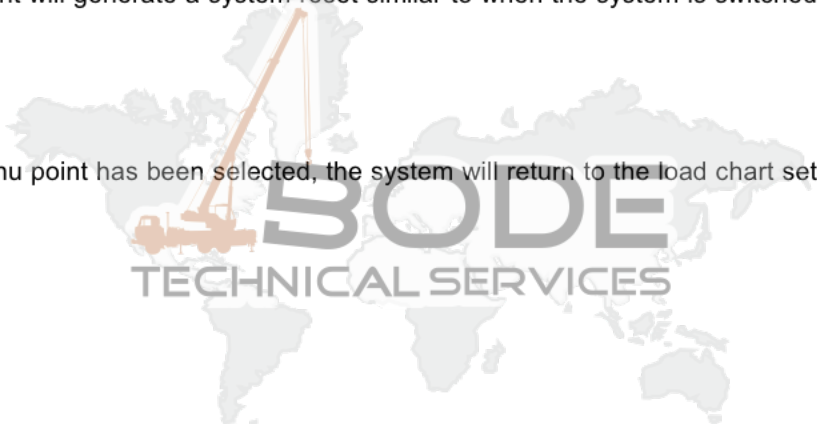 nt will generate a system reset similar to when the system is switched
nu point has been selected, the system will return to the load chart set
BODE
TECHNICAL SERVICES